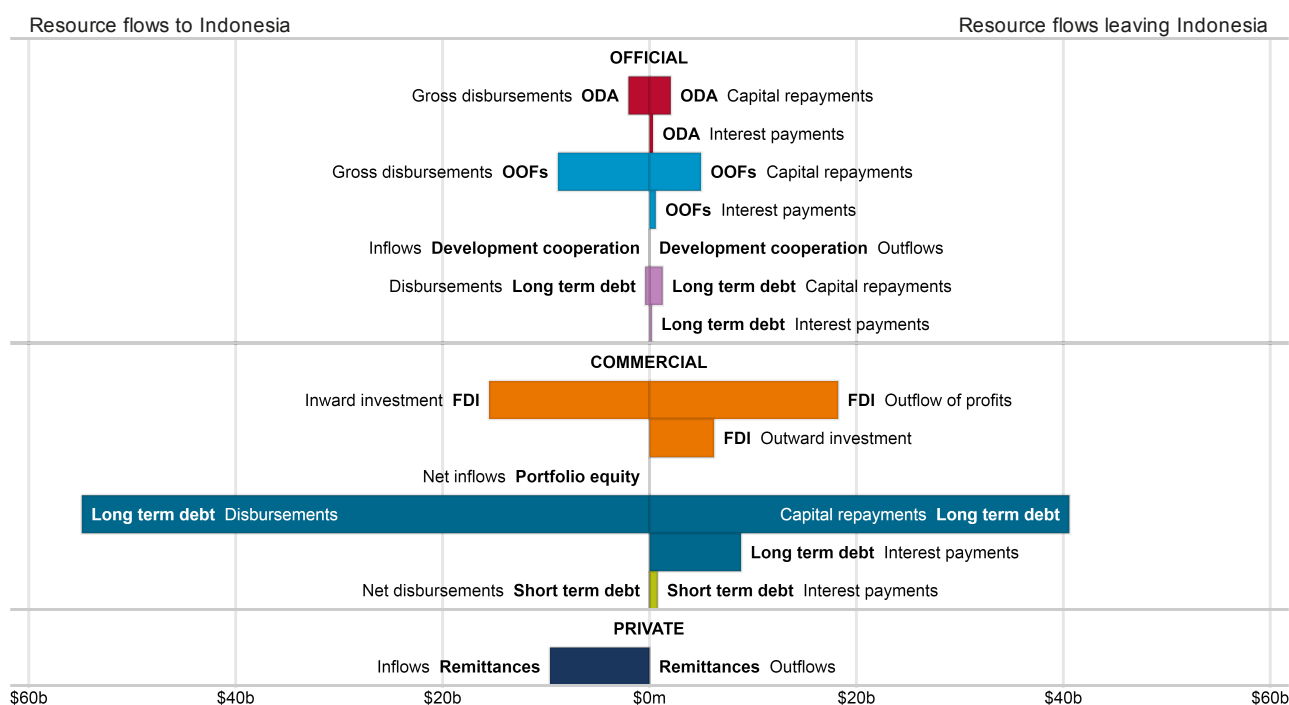 Resource flows to Indonesia Resource flows leaving Indonesia
OFFICIAL
Gross disbursements ODA ODA Capital repayments
ODA Interest payments
Gross disbursements OOFs OOFs Capital repayments
OOFs Interest payments
Inflows Development cooperation Development cooperation Outflows
Disbursements Long term debt Long term debt Capital repayments
Long term debt Interest payments
COMMERCIAL
Inward investment FDI FDI Outflow of profits
FDI Outward investment
Net inflows Portfolio equity
Long term debt Disbursements Capital repayments Long term debt
Long term debt Interest payments
Net disbursements Short term debt Short term debt Interest payments
PRIVATE
Inflows Remittances Remittances Outflows
$60b $40b $20b $0m $20b $40b $60b